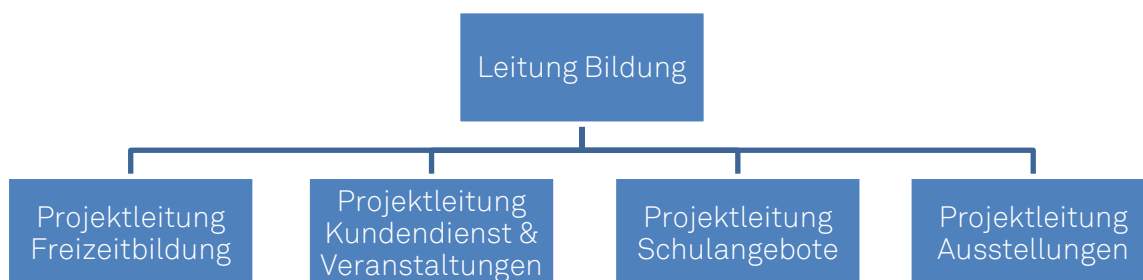 Leitung Bildung
Projektleitung
Freizeitbildung
Projektleitung
Kundendienst &
Veranstaltungen
Projektleitung
Schulangebote
Projektleitung
Ausstellungen